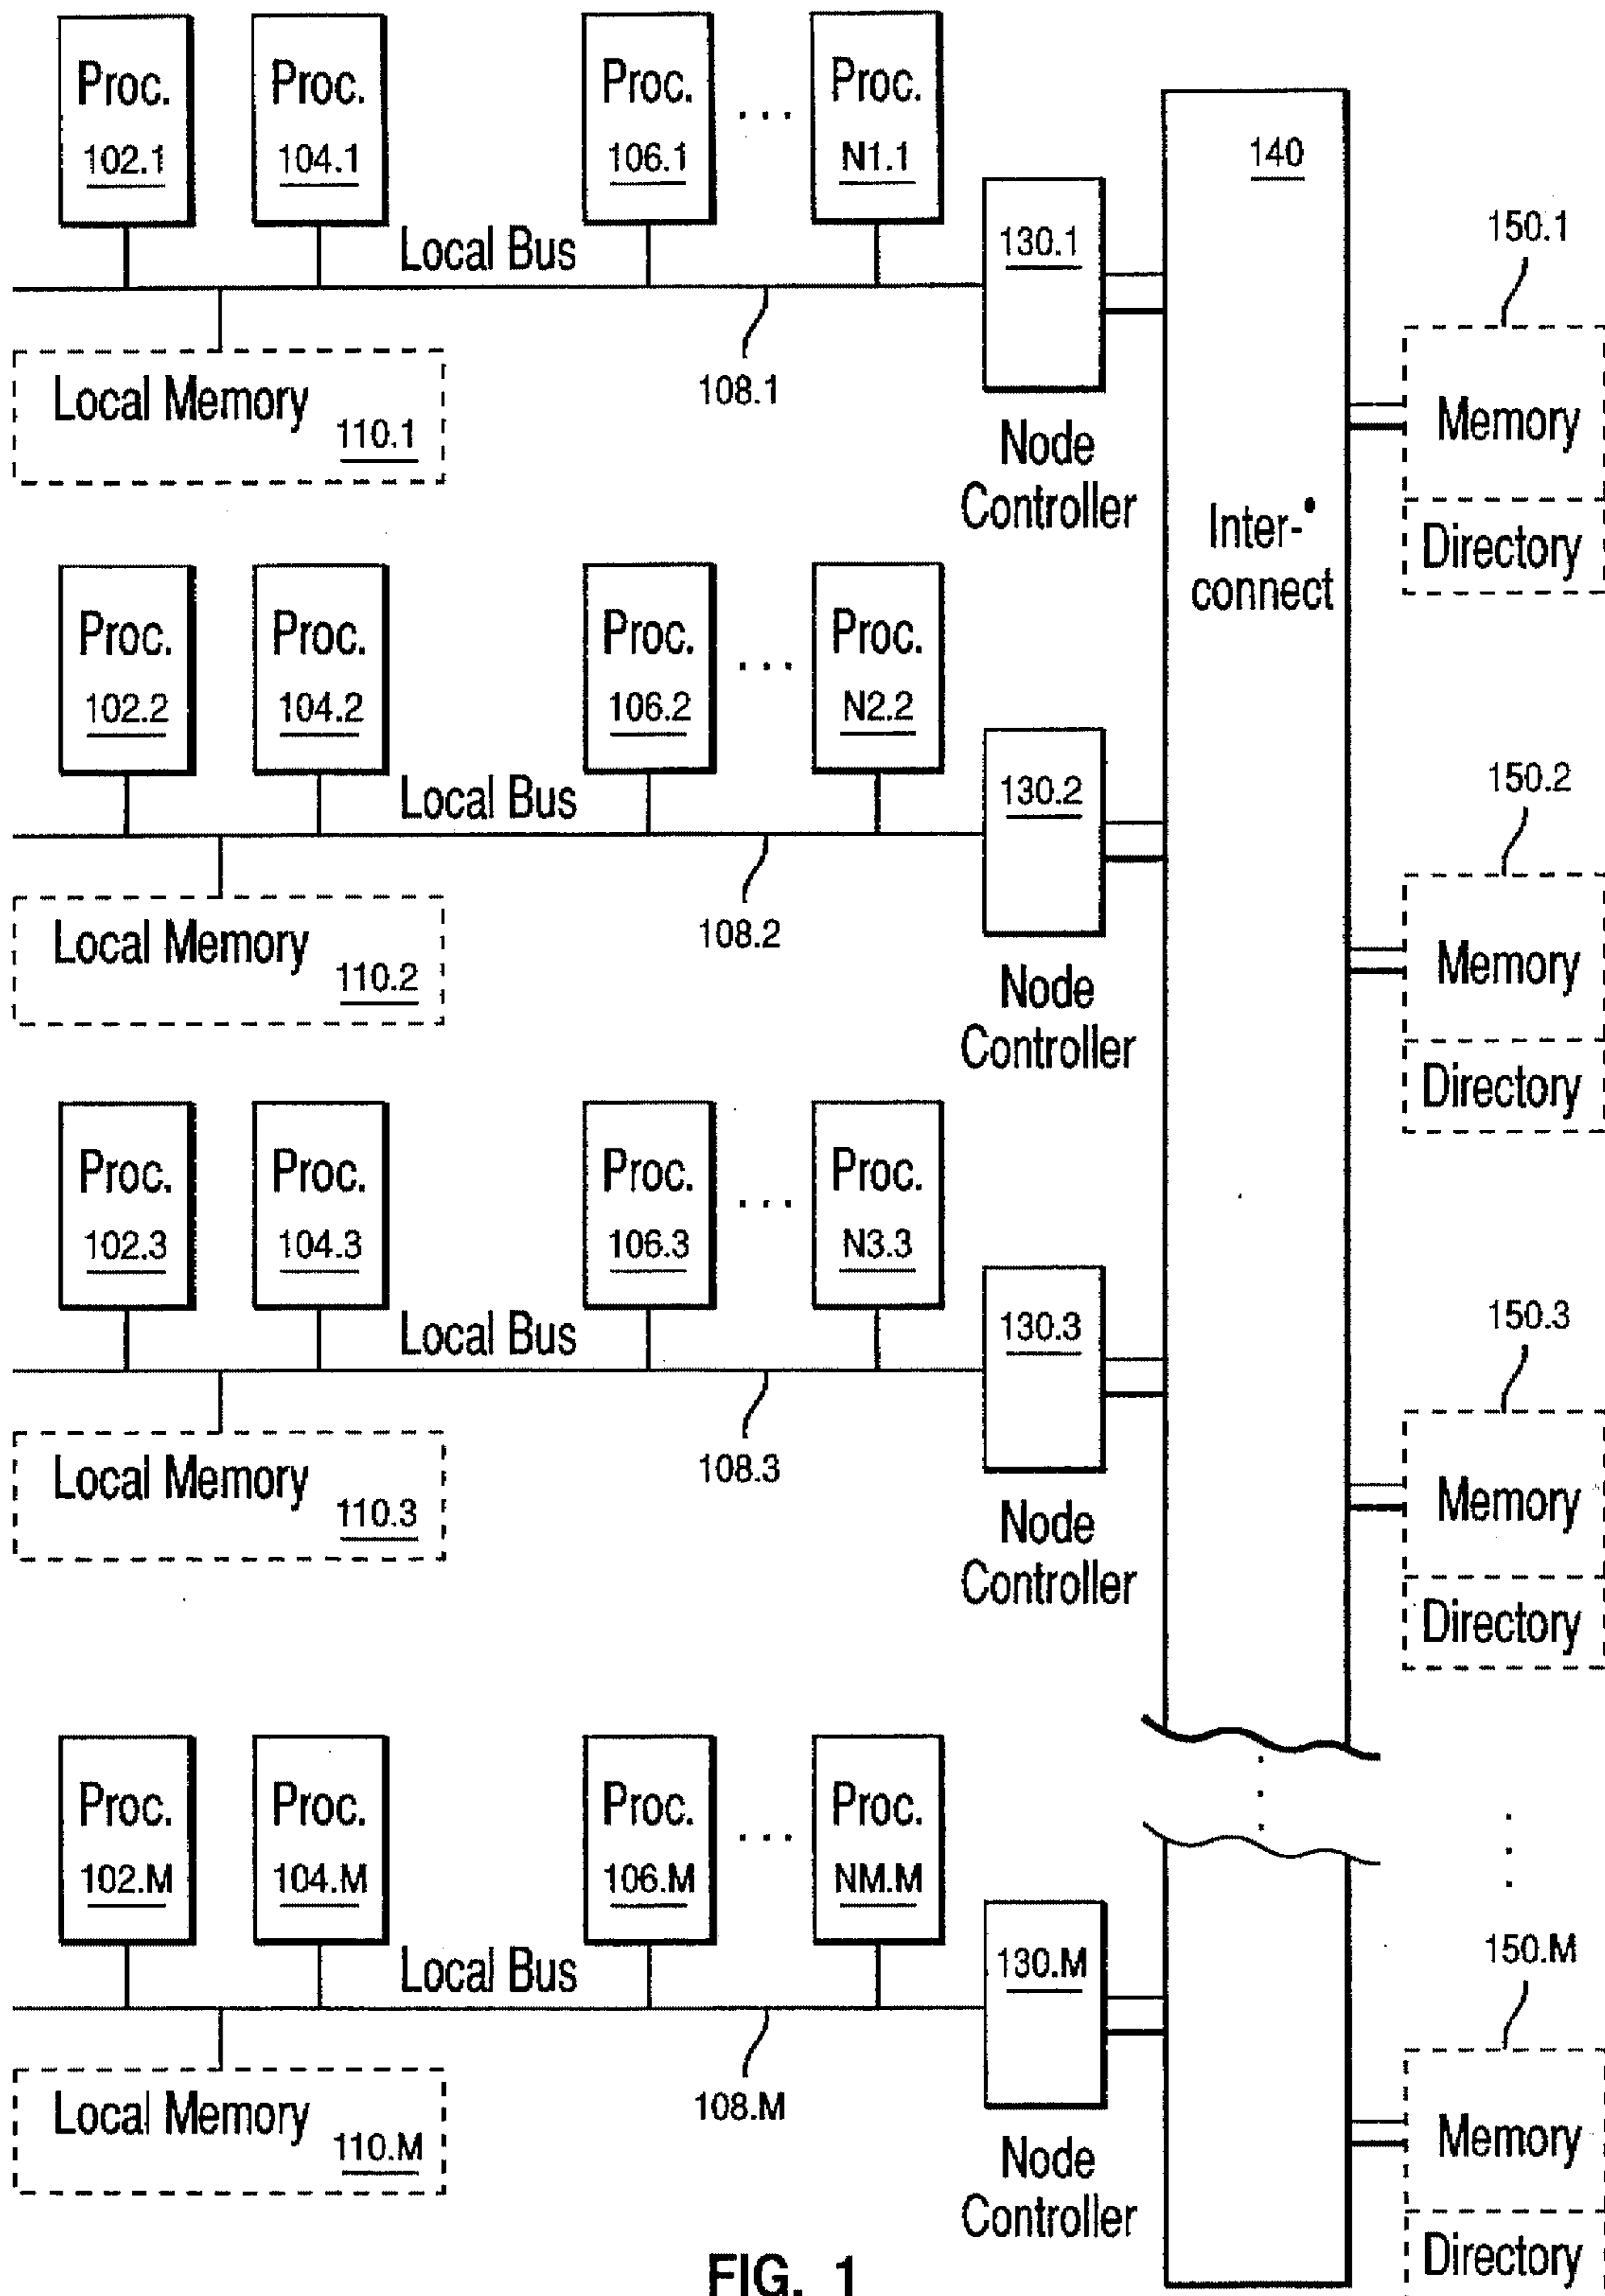 Proc.
102.1
Proc.
104.1
Proc.
106.1
...
Proc.
N1.1
Local Bus
108.1
Local Memory
110.1
130.1
Node
Controller
140
Inter-
connect
150.1
Memory
Directory
Proc.
102.2
Proc.
104.2
Proc.
106.2
...
Proc.
N2.2
Local Bus
108.2
Local Memory
110.2
130.2
Node
Controller
150.2
Memory
Directory
Proc.
102.3
Proc.
104.3
Proc.
106.3
...
Proc.
N3.3
Local Bus
108.3
Local Memory
110.3
130.3
Node
Controller
150.3
Memory
Directory
Proc.
102.M
Proc.
104.M
Proc.
106.M
...
Proc.
NM.M
Local Bus
108.M
Local Memory
110.M
130.M
Node
Controller
150.M
Memory
Directory
FIG. 1